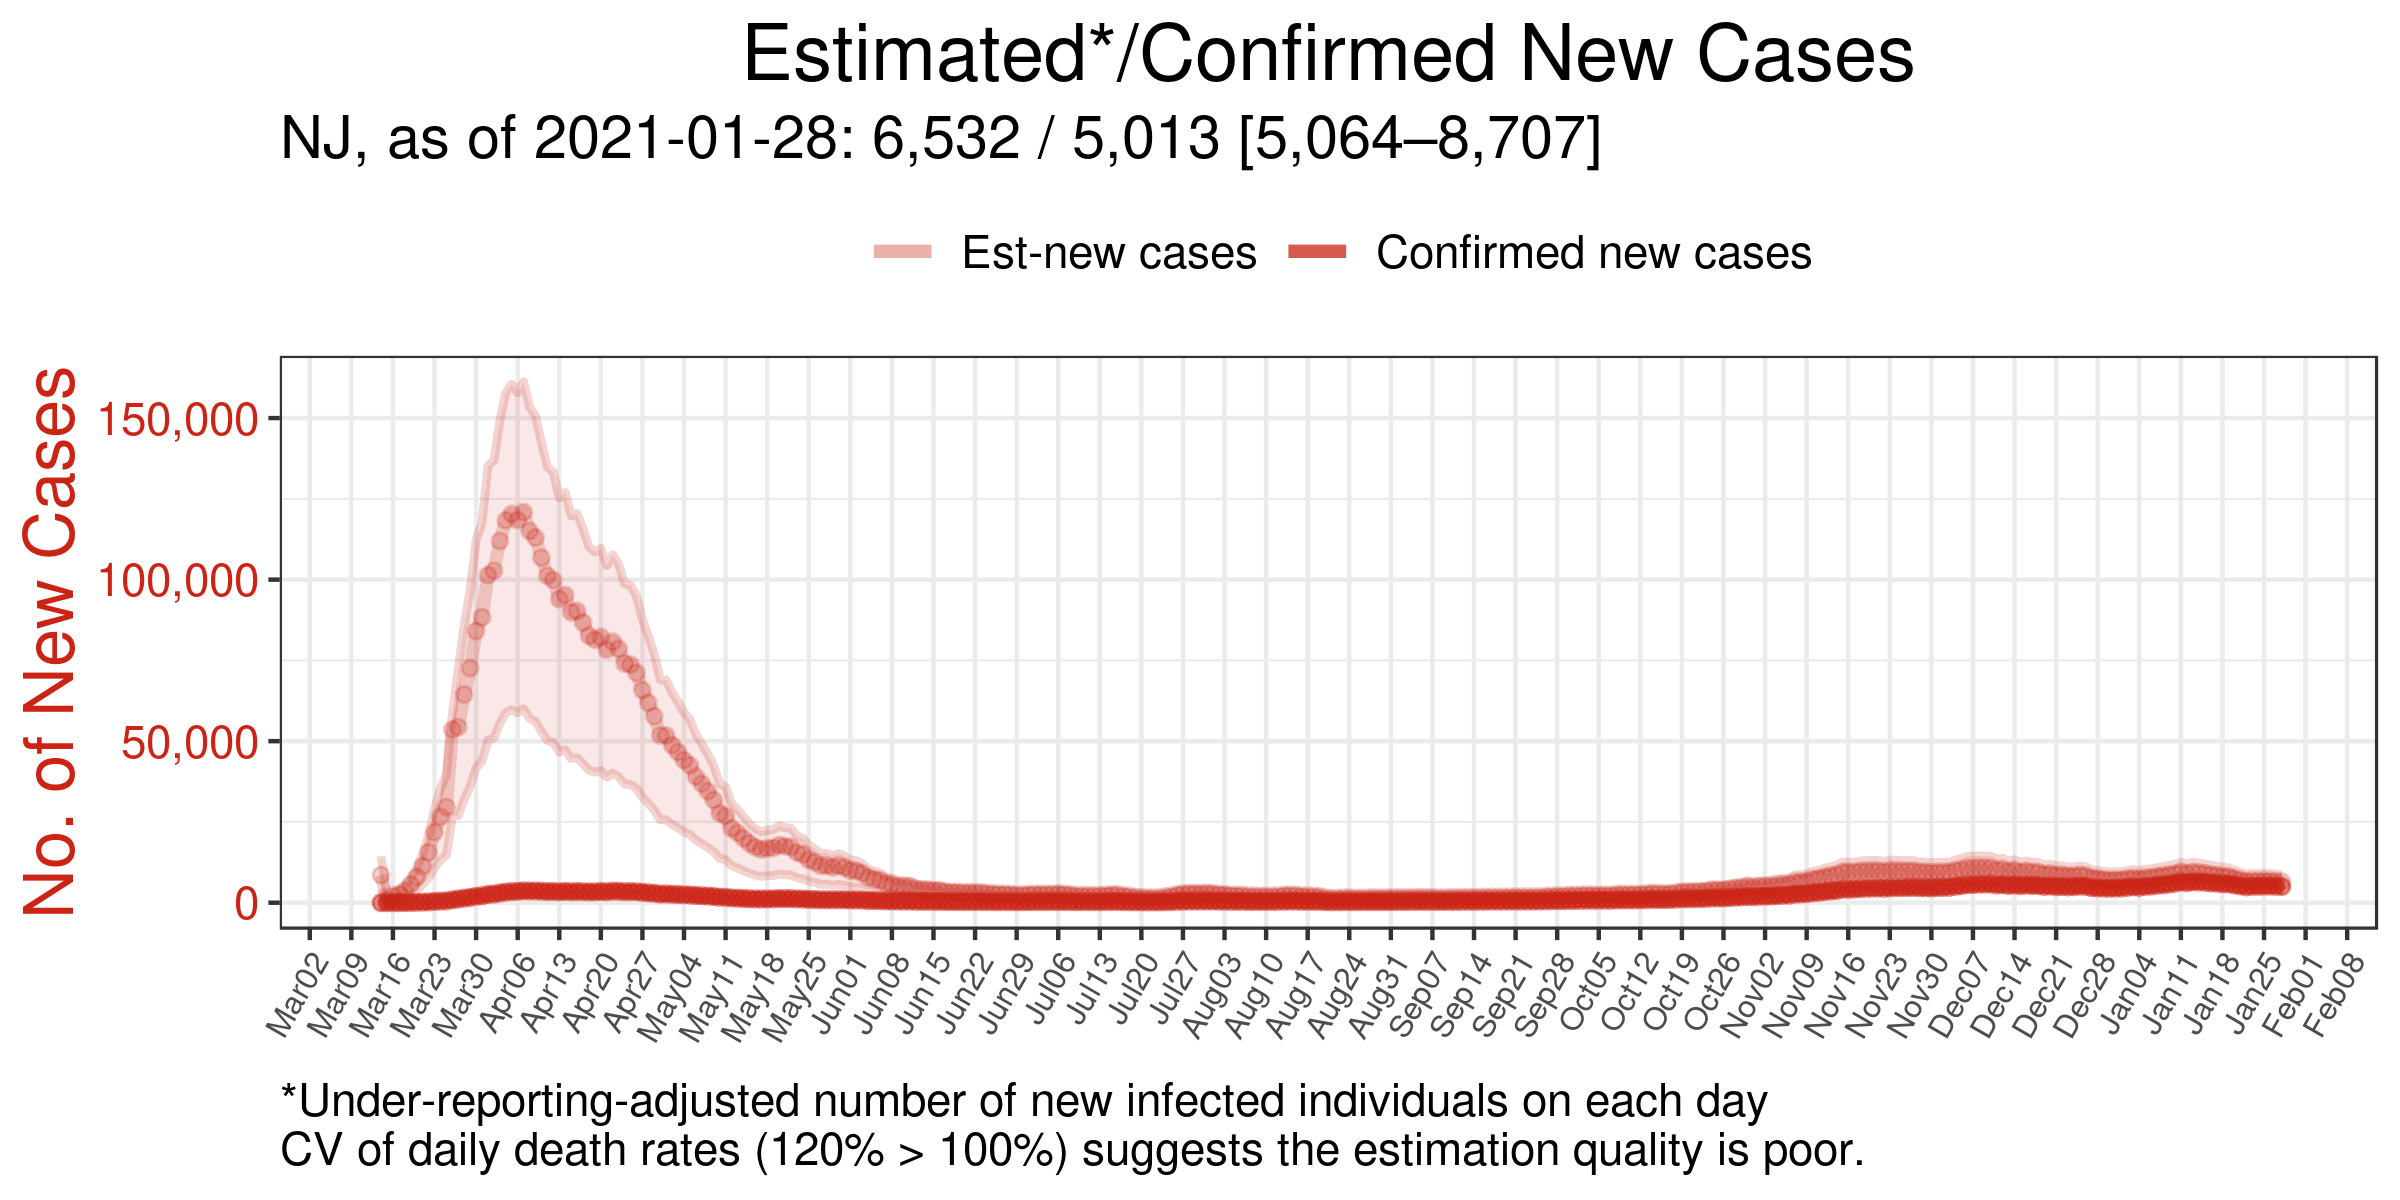 Estimated*/Confirmed New Cases
NJ, as of 2021-01-28: 6,532 / 5,013 [5,064–8,707]
Est-new cases Confirmed new cases
No. of New Cases
150,000
100,000
50,000
0
Mar02 Mar09 Mar16 Mar23 Mar30 Apr06 Apr13 Apr20 Apr27 May04 May11 May18 May25 Jun01 Jun08 Jun15 Jun22 Jun29 Jul06 Jul13 Jul20 Jul27 Aug03 Aug10 Aug17 Aug24 Aug31 Sep07 Sep14 Sep21 Sep28 Oct05 Oct12 Oct19 Oct26 Nov02 Nov09 Nov16 Nov23 Nov30 Dec07 Dec14 Dec21 Dec28 Jan04 Jan11 Jan18 Jan25 Feb01 Feb08
*Under-reporting-adjusted number of new infected individuals on each day
CV of daily death rates (120% > 100%) suggests the estimation quality is poor.